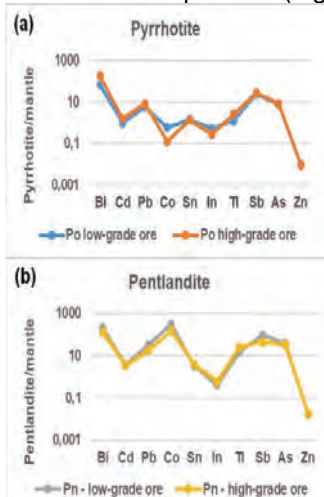 (a)
Pyrrhotite
Pyrrhotite/mantle
1000
10
0,1
0,001
Bi Cd Pb Co Sn In Tl Sb As Zn
Po low-grade ore Po high-grade ore
(b)
Pentlandite
Pentlandite/mantle
1000
10
0,1
0,001
Bi Cd Pb Co Sn In Tl Sb As Zn
Pn - low-grade ore Pn - high-grade ore